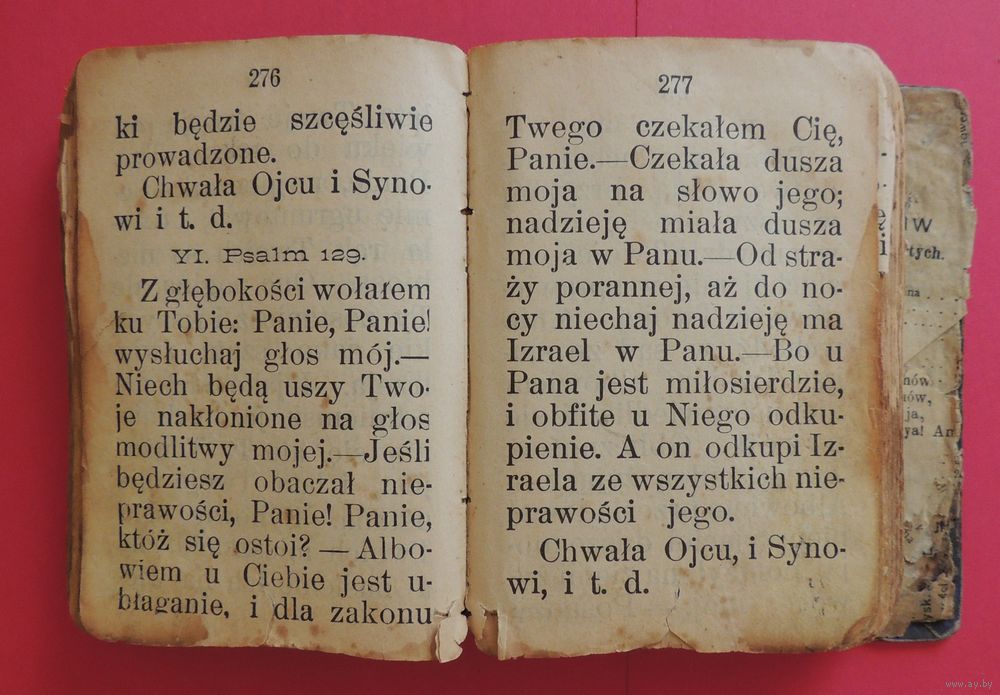 276
ki będzie szcęśliwie
prowadzone.
Chwała Ojcu i Syno-
wi i t. d.
VI. Psalm 129.
Z głębokości wołałem
ku Tobie: Panie, Panie!
wysłuchaj głos mój.—
Niech będą uszy Two-
je nakłonione na głos
modlitwy mojej.—Jeśli
będziesz obaczał nie-
prawości, Panie! Panie,
któż się ostoi? — Albo-
wiem u Ciebie jest u-
błaganie, i dla zakonu
277
Twego czekałem Cię,
Panie.—Czekała dusza
moja na słowo jego;
nadzieję miała dusza
moja w Panu.—Od stra-
ży porannej, aż do no-
cy niechaj nadzieję ma
Izrael w Panu.—Bo u
Pana jest miłosierdzie,
i obfite u Niego odku-
pienie. A on odkupi Iz-
raela ze wszystkich nie-
prawości jego.
Chwała Ojcu, i Syno-
wi, i t. d.
www.ay.by